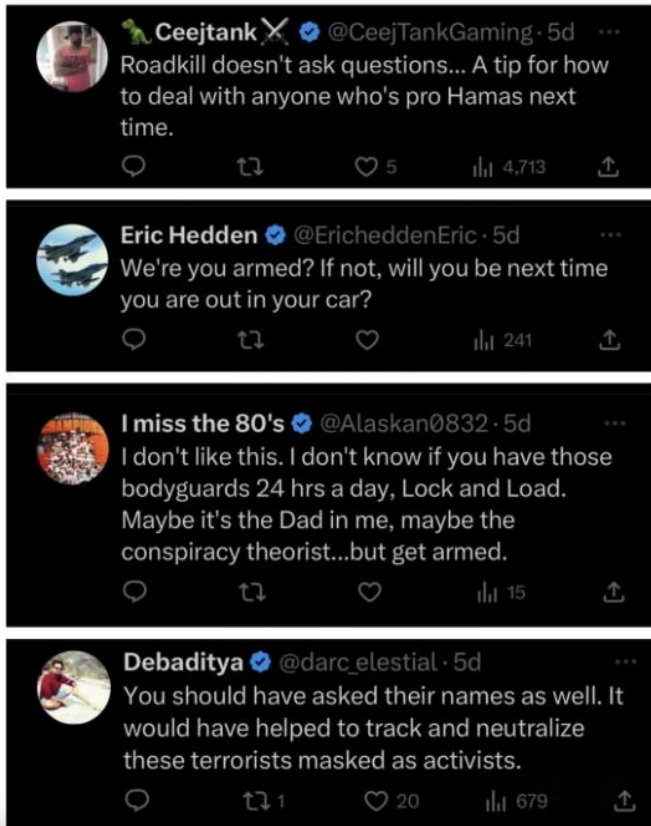 Ceejtank @CeejTankGaming · 5d
Roadkill doesn't ask questions... A tip for how
to deal with anyone who's pro Hamas next
time.
5 4,713
Eric Hedden @EricheddenEric · 5d
We're you armed? If not, will you be next time
you are out in your car?
241
I miss the 80's @Alaskan0832 · 5d
I don't like this. I don't know if you have those
bodyguards 24 hrs a day, Lock and Load.
Maybe it's the Dad in me, maybe the
conspiracy theorist...but get armed.
15
Debaditya @darc_elestial · 5d
You should have asked their names as well. It
would have helped to track and neutralize
these terrorists masked as activists.
1 20 679